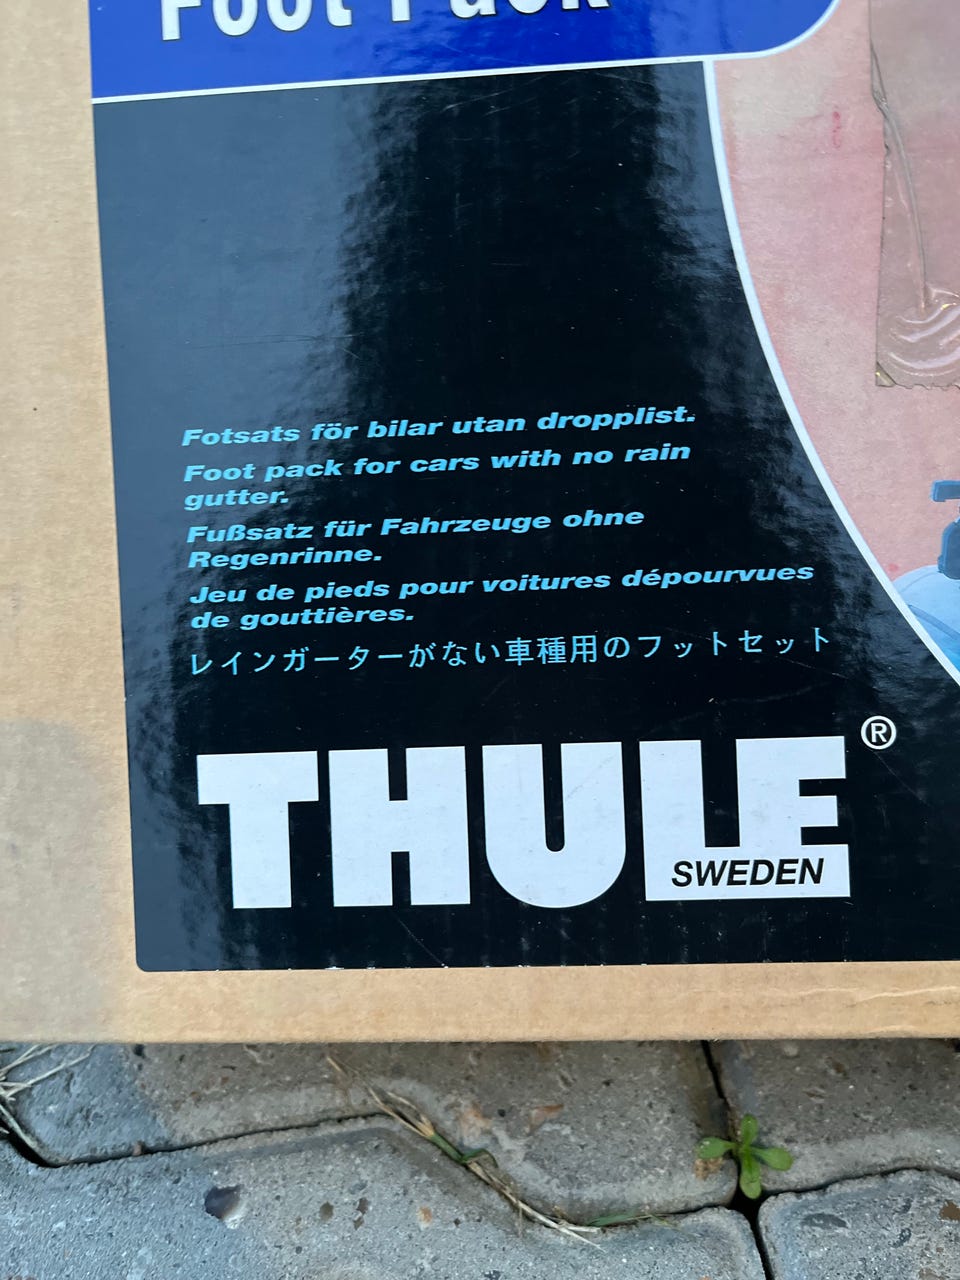 Foot Pack
Fotsats för bilar utan dropplist.
Foot pack for cars with no rain
gutter.
Fußsatz für Fahrzeuge ohne
Regenrinne.
Jeu de pieds pour voitures dépourvues
de gouttières.
レインガーターがない車種用のフットセット
THULE®
SWEDEN